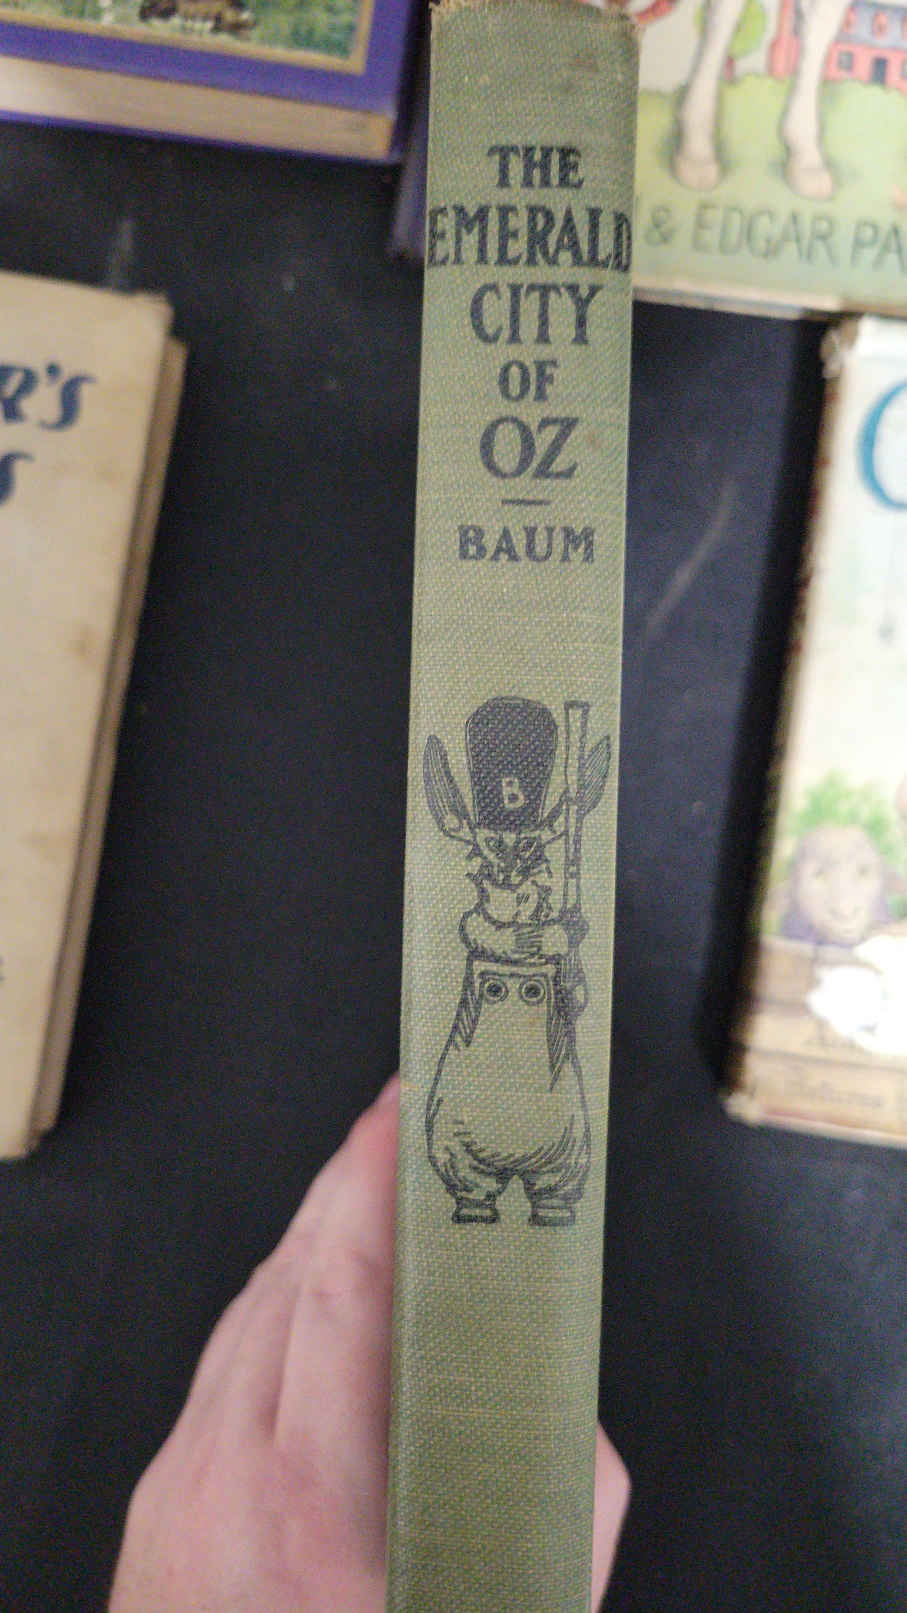 THE
EMERALD
CITY
OF
OZ
BAUM
B
& EDGAR PA
R'S
S